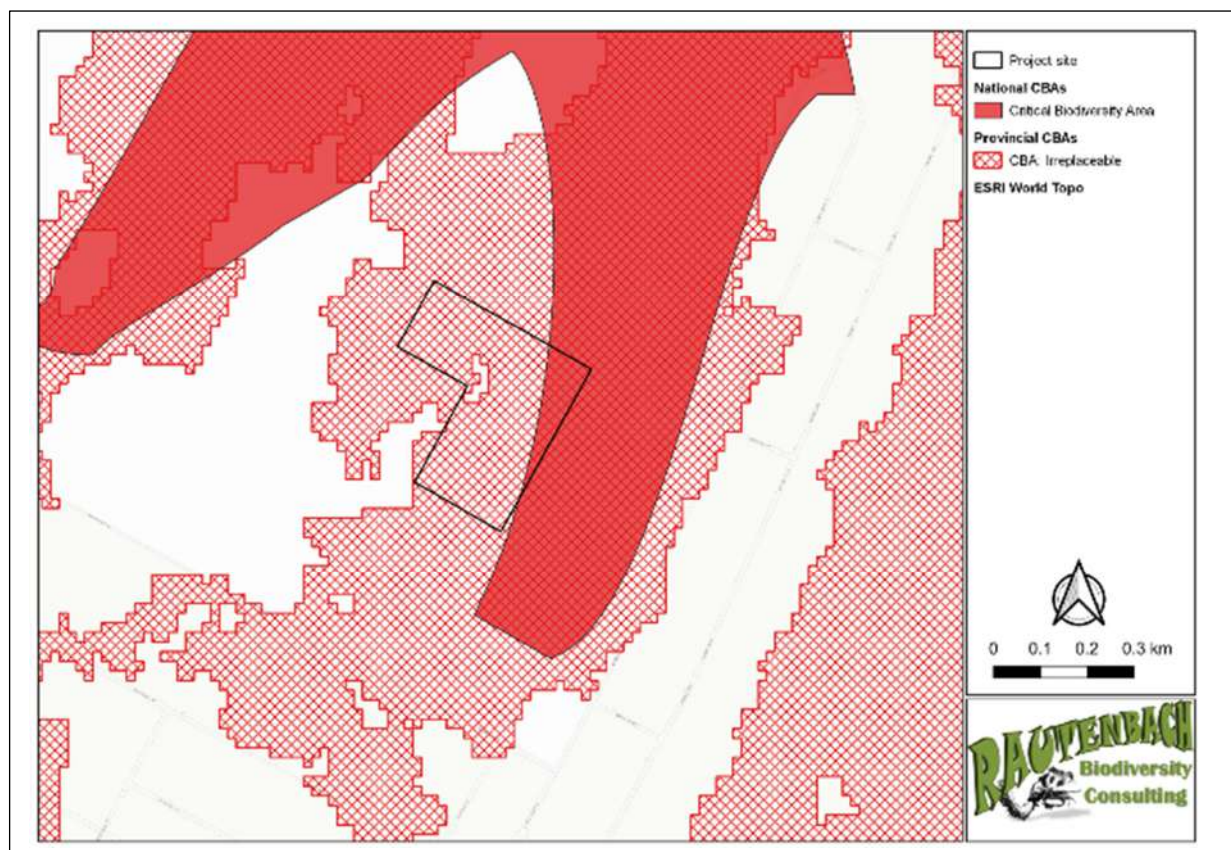 Project site
National CBAs
Critical Biodiversity Area
Provincial CBAs
CBA: Irreplaceable
ESRI World Topo
0 0.1 0.2 0.3 km
RAUTENBACH
Biodiversity
Consulting